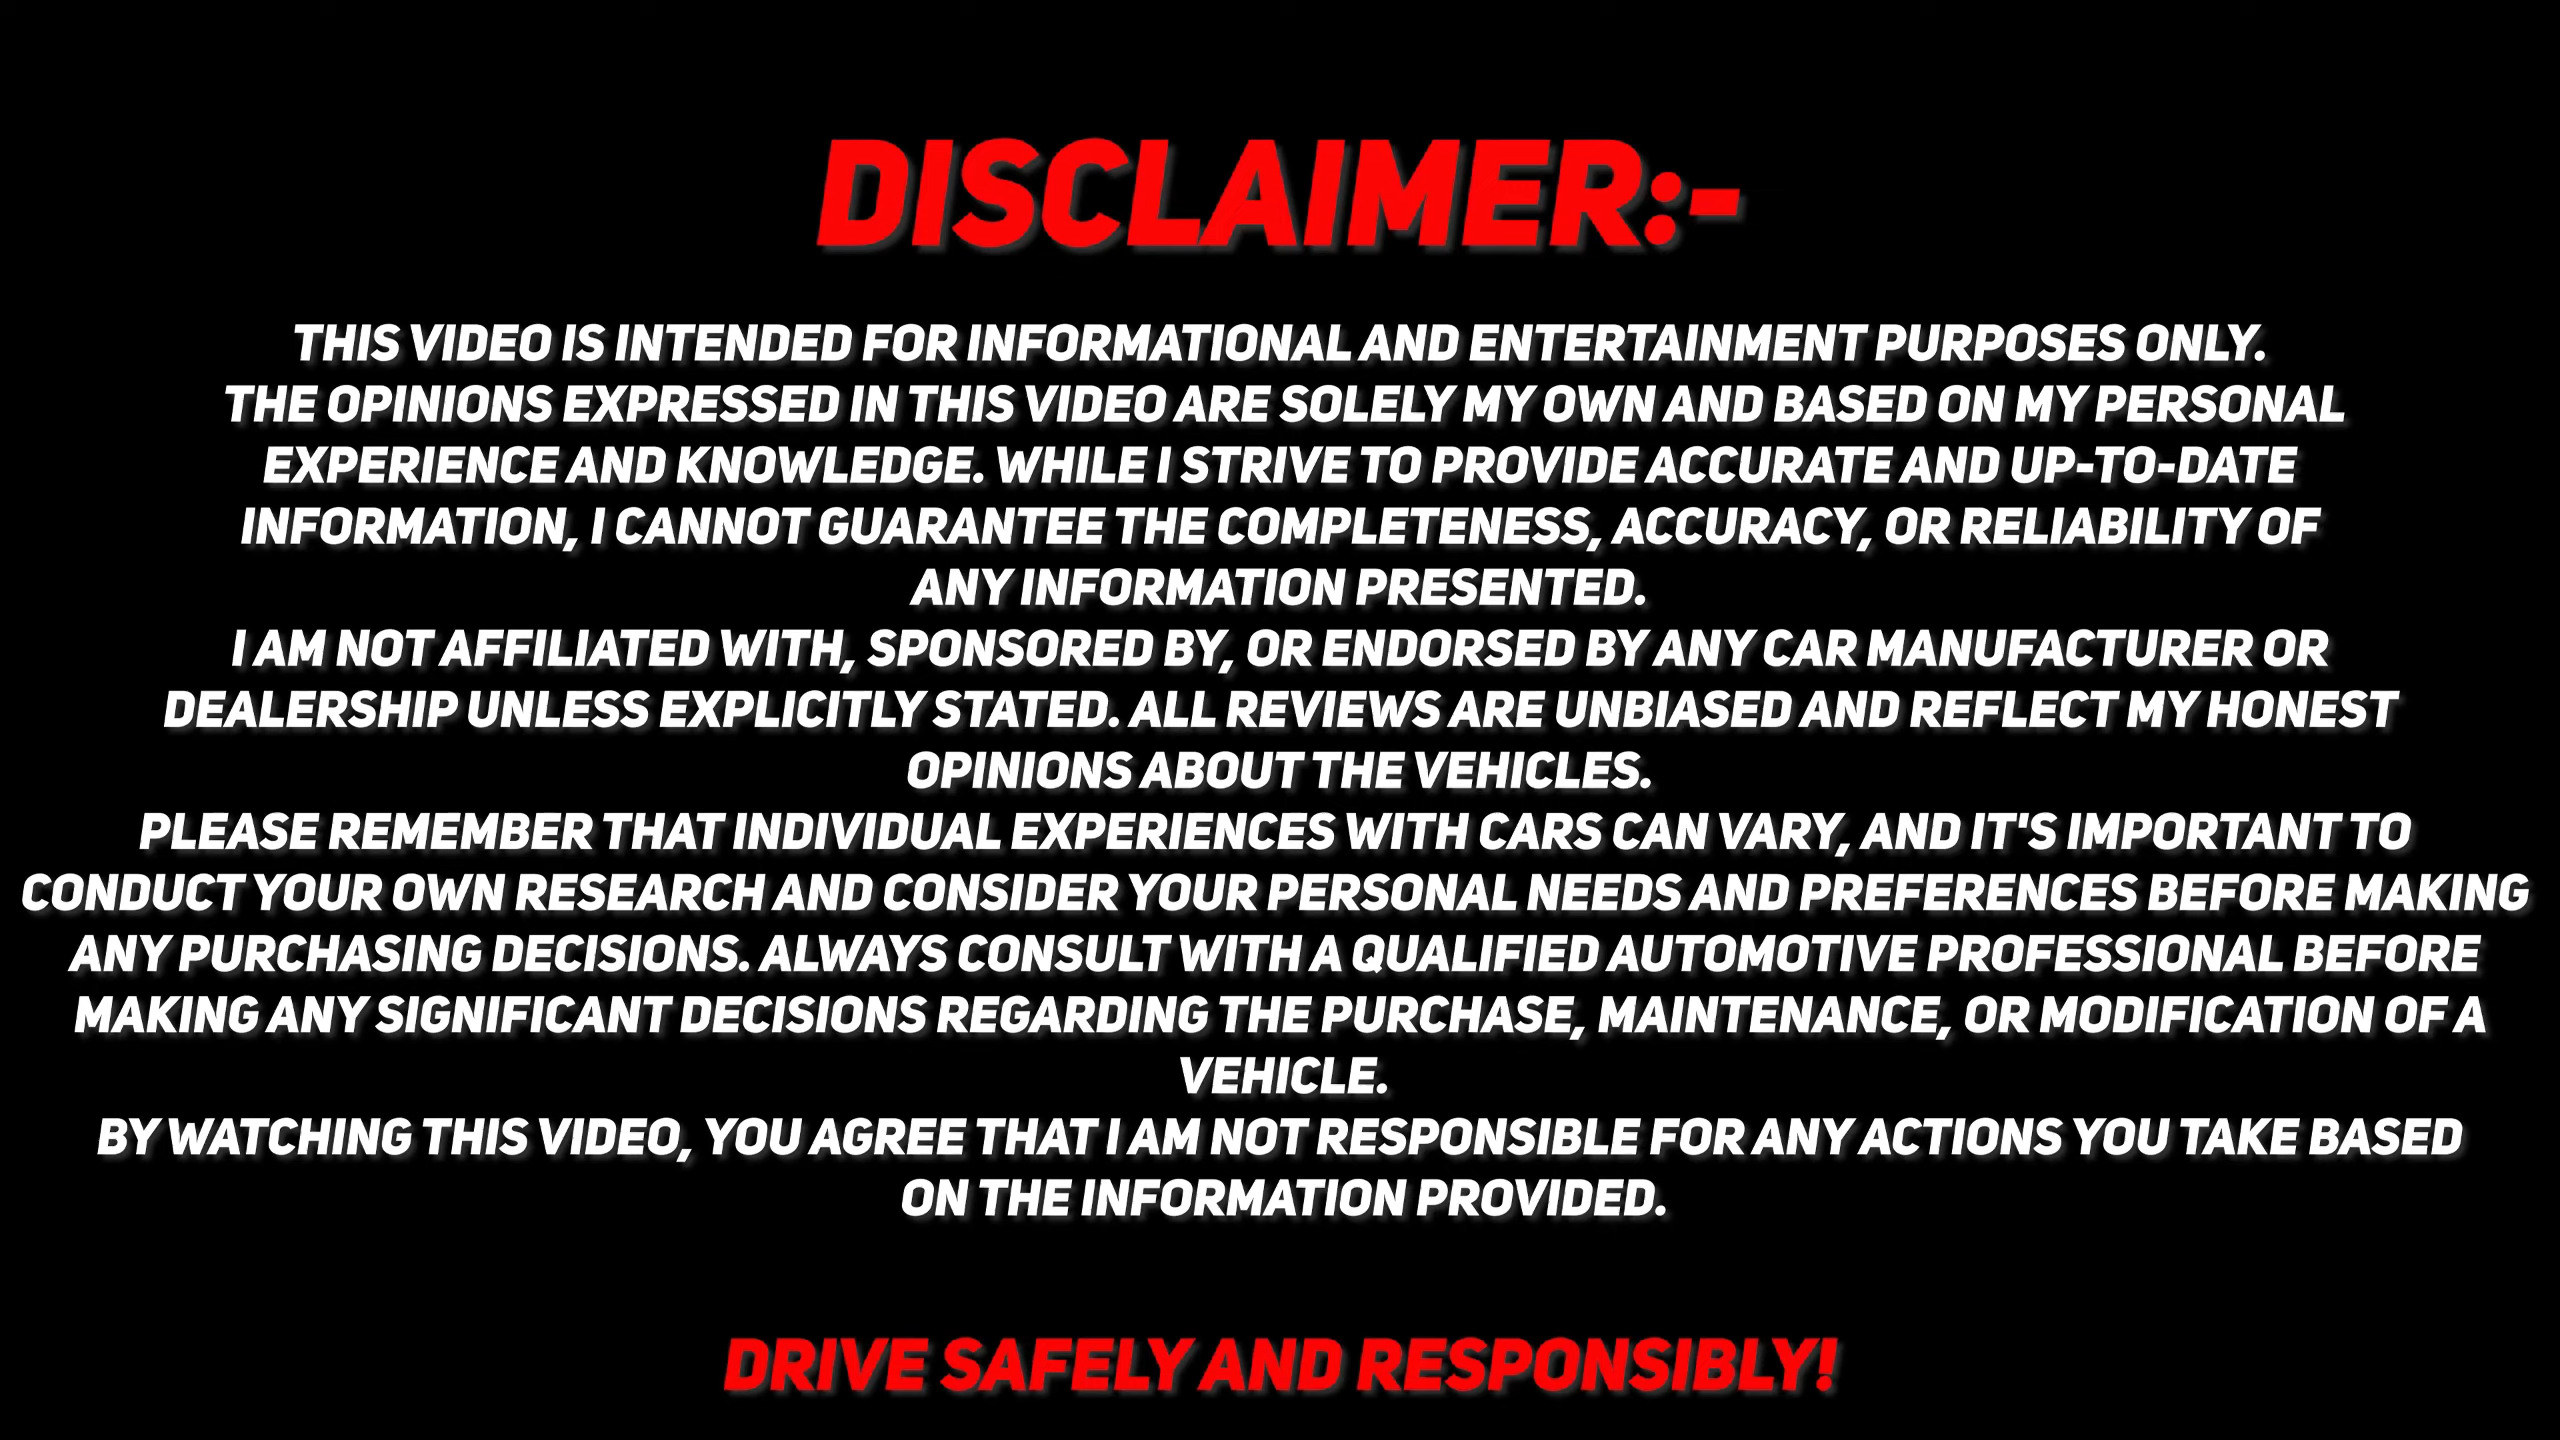 DISCLAIMER:-
THIS VIDEO IS INTENDED FOR INFORMATIONAL AND ENTERTAINMENT PURPOSES ONLY.
THE OPINIONS EXPRESSED IN THIS VIDEO ARE SOLELY MY OWN AND BASED ON MY PERSONAL
EXPERIENCE AND KNOWLEDGE. WHILE I STRIVE TO PROVIDE ACCURATE AND UP-TO-DATE
INFORMATION, I CANNOT GUARANTEE THE COMPLETENESS, ACCURACY, OR RELIABILITY OF
ANY INFORMATION PRESENTED.
I AM NOT AFFILIATED WITH, SPONSORED BY, OR ENDORSED BY ANY CAR MANUFACTURER OR
DEALERSHIP UNLESS EXPLICITLY STATED. ALL REVIEWS ARE UNBIASED AND REFLECT MY HONEST
OPINIONS ABOUT THE VEHICLES.
PLEASE REMEMBER THAT INDIVIDUAL EXPERIENCES WITH CARS CAN VARY, AND IT'S IMPORTANT TO
CONDUCT YOUR OWN RESEARCH AND CONSIDER YOUR PERSONAL NEEDS AND PREFERENCES BEFORE MAKING
ANY PURCHASING DECISIONS. ALWAYS CONSULT WITH A QUALIFIED AUTOMOTIVE PROFESSIONAL BEFORE
MAKING ANY SIGNIFICANT DECISIONS REGARDING THE PURCHASE, MAINTENANCE, OR MODIFICATION OF A
VEHICLE.
BY WATCHING THIS VIDEO, YOU AGREE THAT I AM NOT RESPONSIBLE FOR ANY ACTIONS YOU TAKE BASED
ON THE INFORMATION PROVIDED.
DRIVE SAFELY AND RESPONSIBLY!